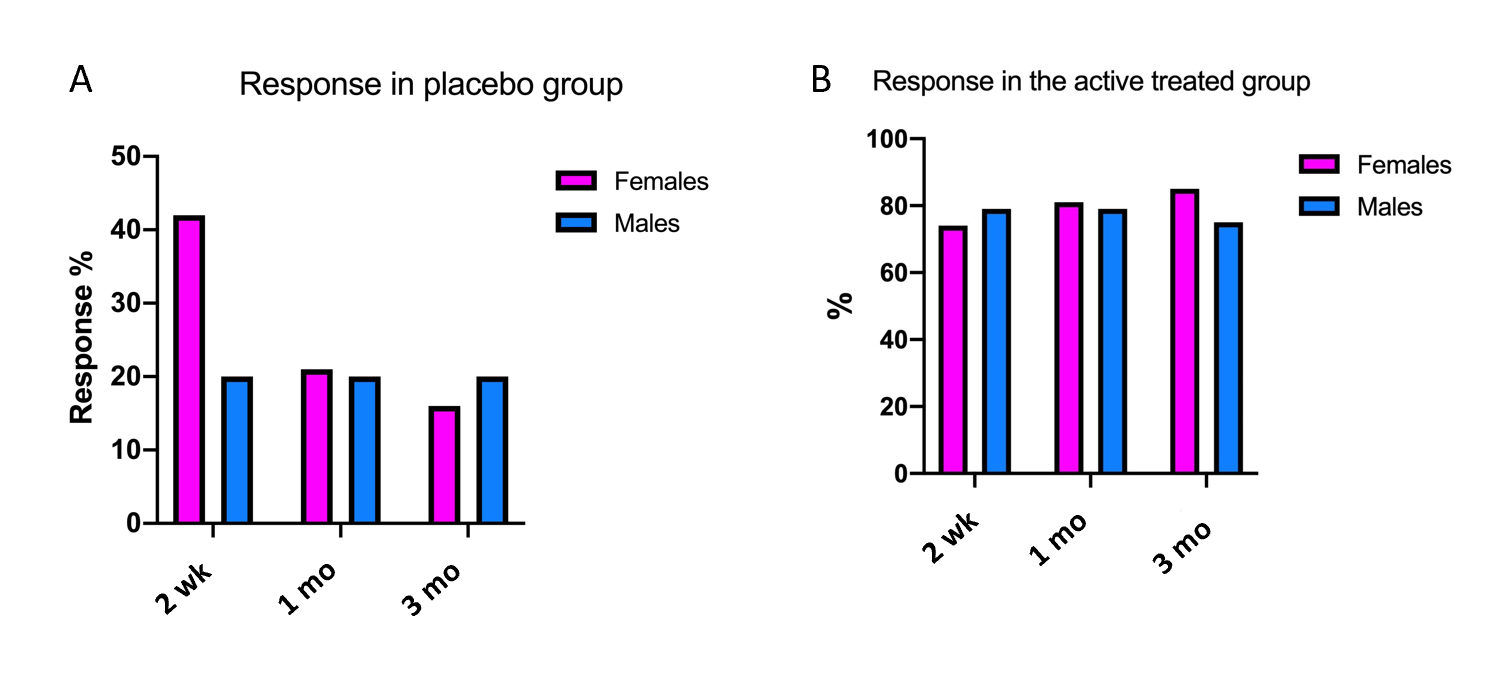 A
Response in placebo group
50
40
30
20
10
0
Response %
2 wk
1 mo
3 mo
Females
Males
B
Response in the active treated group
100
80
60
40
20
0
%
2 wk
1 mo
3 mo
Females
Males